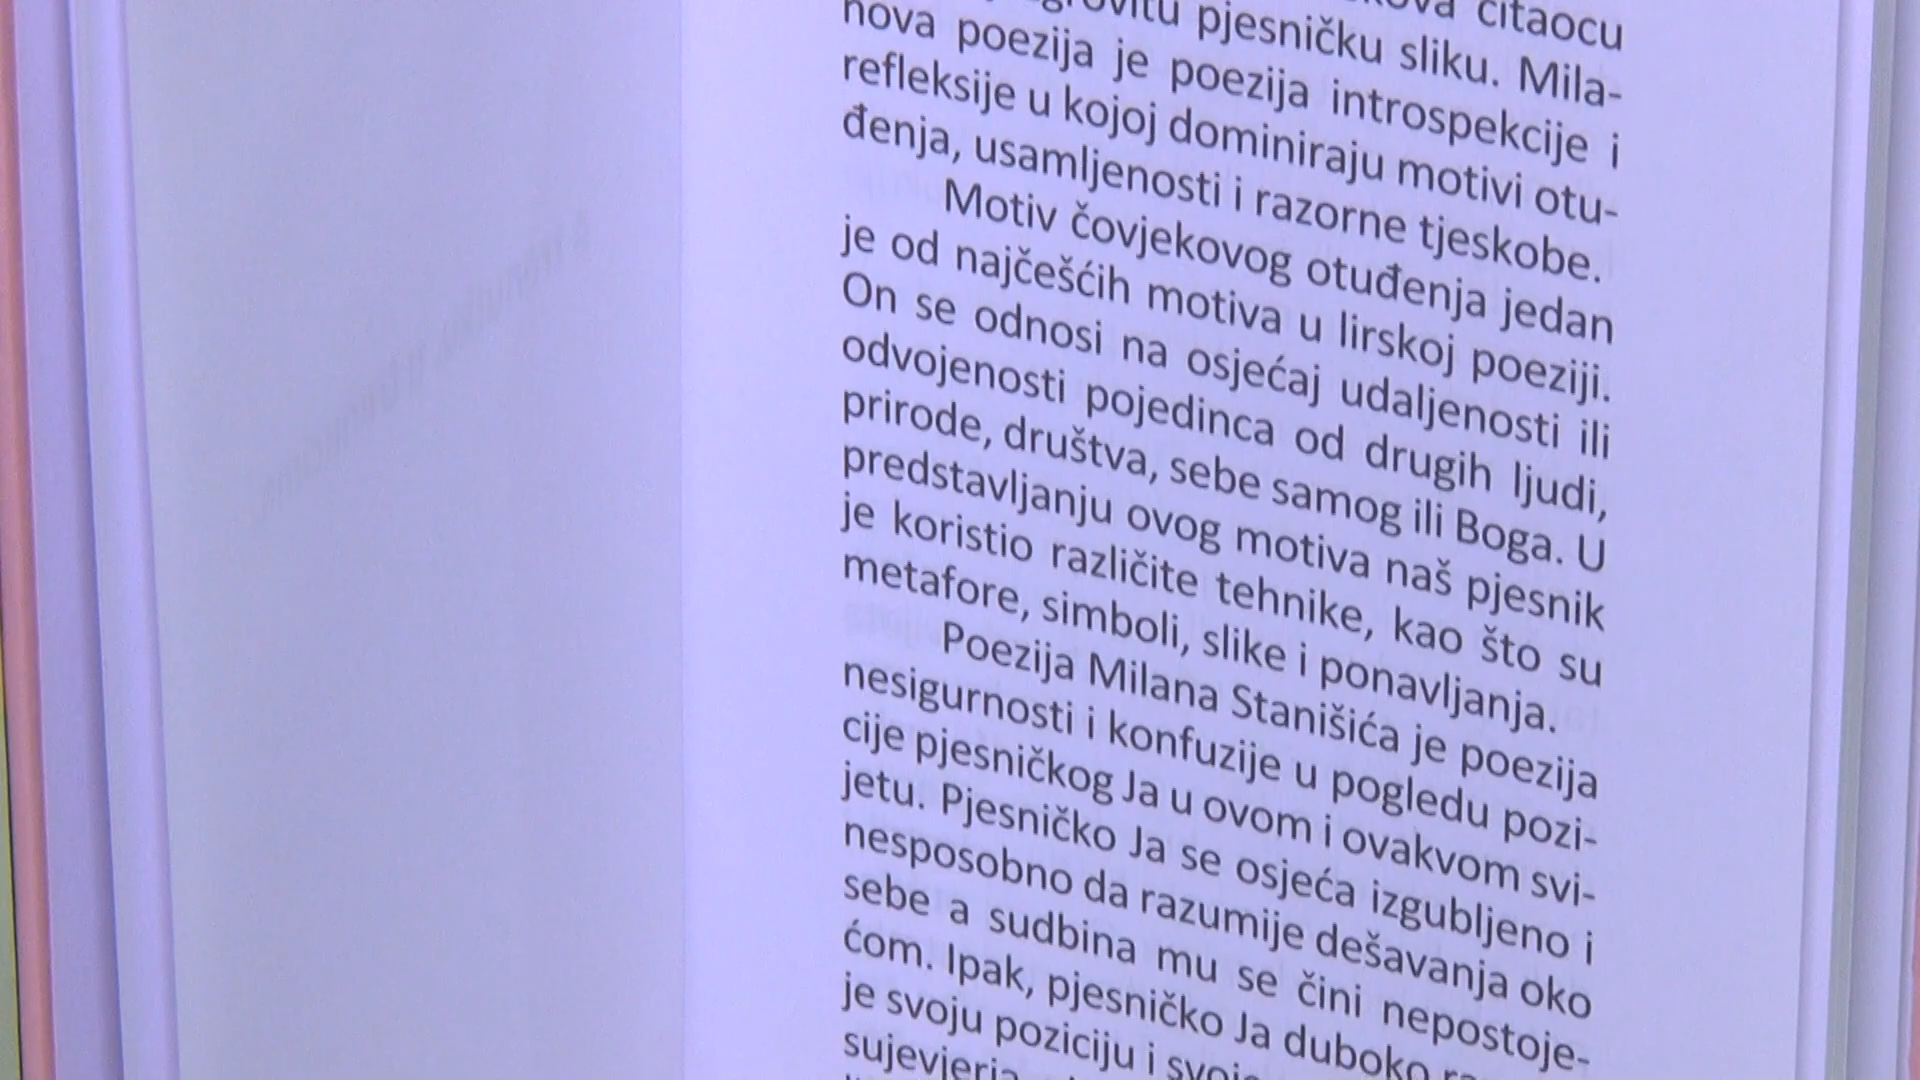 čitaocu
pjesničku sliku. Mila-
nova poezija je poezija introspekcije i
refleksije u kojoj dominiraju motivi otu-
đenja, usamljenosti i razorne tjeskobe.
Motiv čovjekovog otuđenja jedan
je od najčešćih motiva u lirskoj poeziji.
On se odnosi na osjećaj udaljenosti ili
odvojenosti pojedinca od drugih ljudi,
prirode, društva, sebe samog ili Boga. U
predstavljanju ovog motiva naš pjesnik
je koristio različite tehnike, kao što su
metafore, simboli, slike i ponavljanja.
Poezija Milana Stanišića je poezija
nesigurnosti i konfuzije u pogledu pozi-
cije pjesničkog Ja u ovom i ovakvom svi-
jetu. Pjesničko Ja se osjeća izgubljeno i
nesposobno da razumije dešavanja oko
sebe a sudbina mu se čini nepostoje-
ćom. Ipak, pjesničko Ja duboko
je svoju poziciju i
sujevjerja